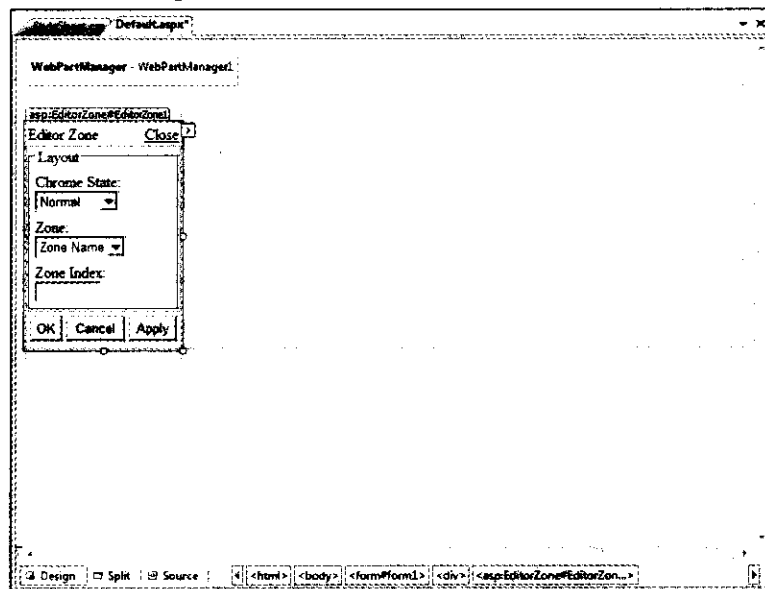 Default.aspx*
WebPartManager - WebPartManager1
asp:EditorZone#EditorZone1
Editor Zone Close
Layout
Chrome State:
Normal
Zone:
Zone Name
Zone Index:
OK Cancel Apply
Design Split Source <html> <body> <form#form1> <div> <asp:EditorZone#EditorZon...>